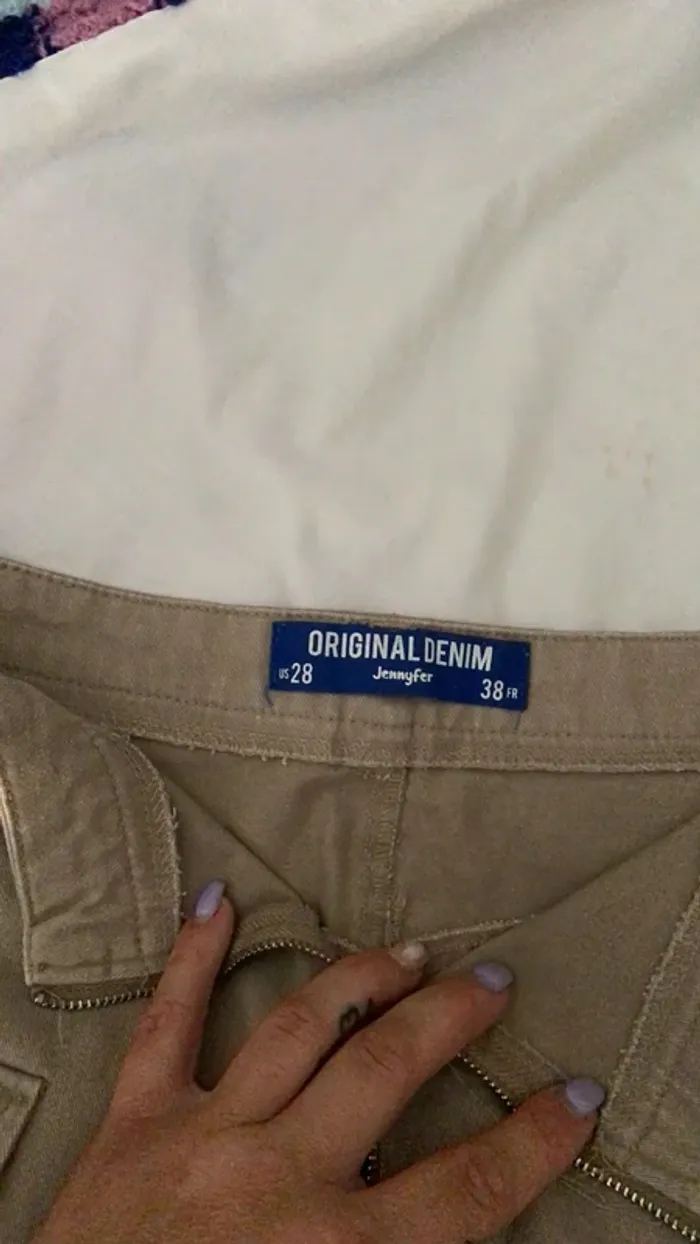 ORIGINAL DENIM
US 28 Jennyfer 38 FR